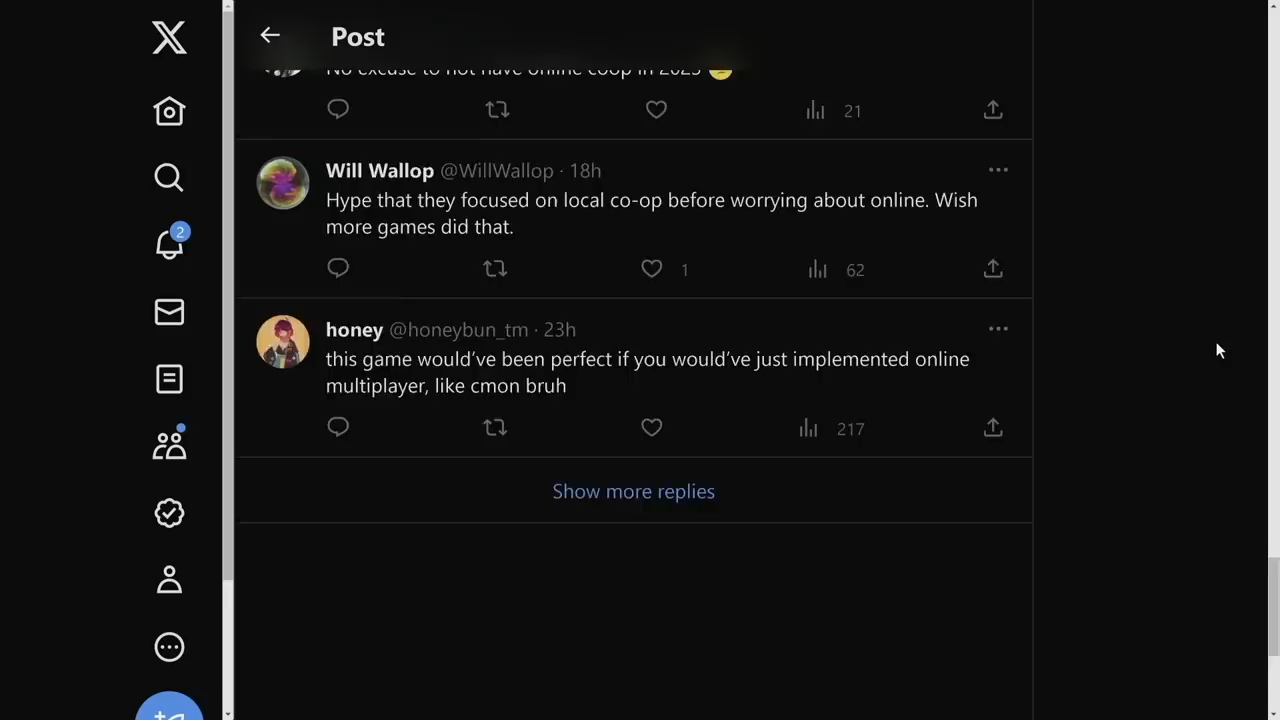 Post
No excuse to not have online coop in 2023
21
Will Wallop @WillWallop · 18h
Hype that they focused on local co-op before worrying about online. Wish
more games did that.
1 62
2
honey @honeybun_tm · 23h
this game would’ve been perfect if you would’ve just implemented online
multiplayer, like cmon bruh
217
Show more replies